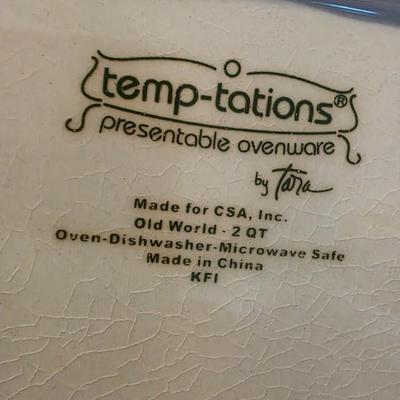 temp-tations®
presentable ovenware
by Tara
Made for CSA, Inc.
Old World - 2 QT
Oven-Dishwasher-Microwave Safe
Made in China
KFI